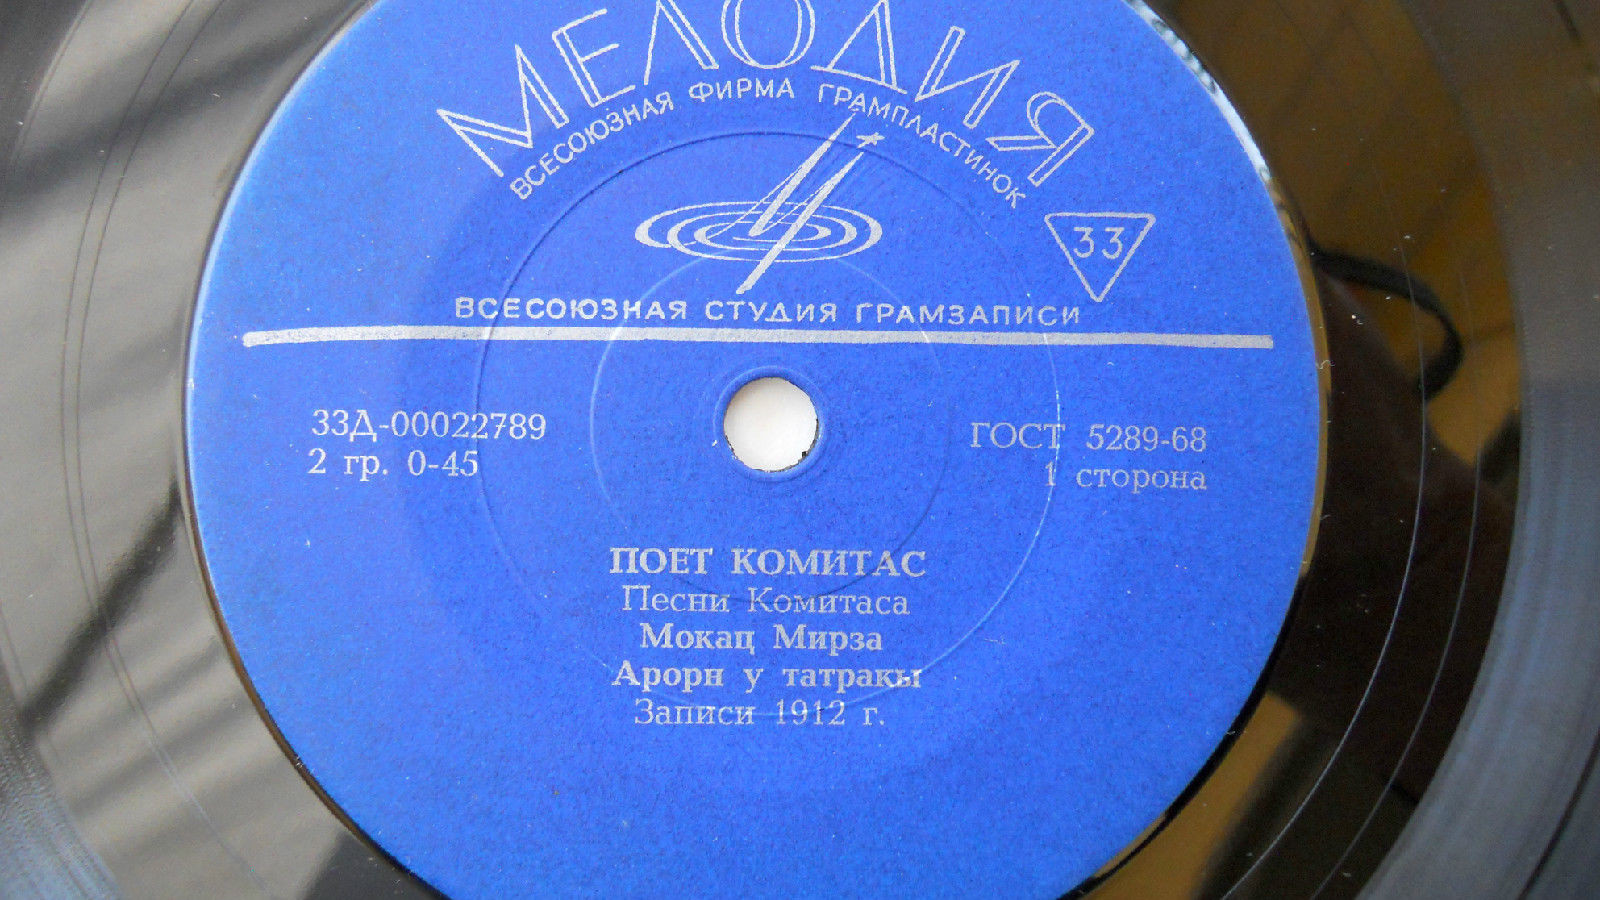 МЕЛОДИЯ
ВСЕСОЮЗНАЯ ФИРМА ГРАМПЛАСТИНОК
33
ВСЕСОЮЗНАЯ СТУДИЯ ГРАМЗАПИСИ
33Д-00022789
2 гр. 0-45
ГОСТ 5289-68
1 сторона
ПОЕТ КОМИТАС
Песни Комитаса
Мокац Мирза
Арорн у татракы
Записи 1912 г.